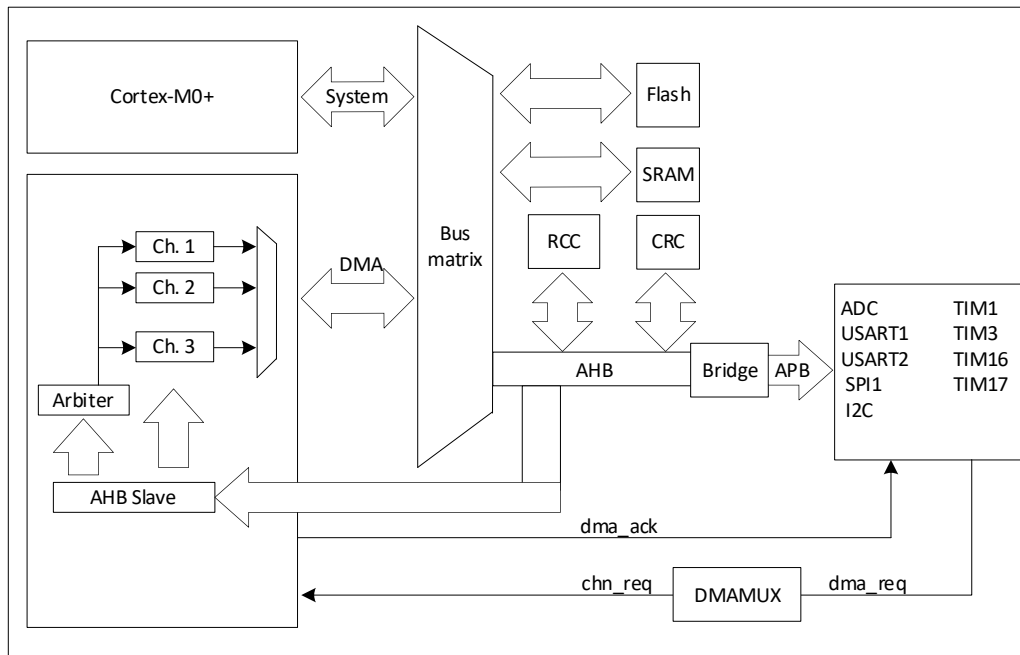 Cortex-M0+
System
Flash
SRAM
Ch. 1
Ch. 2
Ch. 3
DMA
Bus
matrix
RCC
CRC
Arbiter
AHB Slave
AHB
Bridge
APB
ADC TIM1
USART1 TIM3
USART2 TIM16
SPI1 TIM17
I2C
dma_ack
chn_req
DMAMUX
dma_req